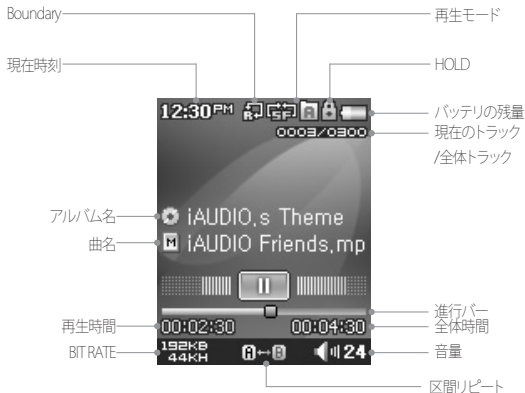 Boundary
再生モード
現在時刻
HOLD
12:30PM
バッテリの残量
0003/0300
現在のトラック
/全体トラック
アルバム名
iAUDIO,s Theme
曲名
M iAUDIO Friends,mp
進行バー
再生時間
00:02:30
00:04:30
全体時間
BIT RATE
192KB
44KH
A↔B
24
音量
区間リピート